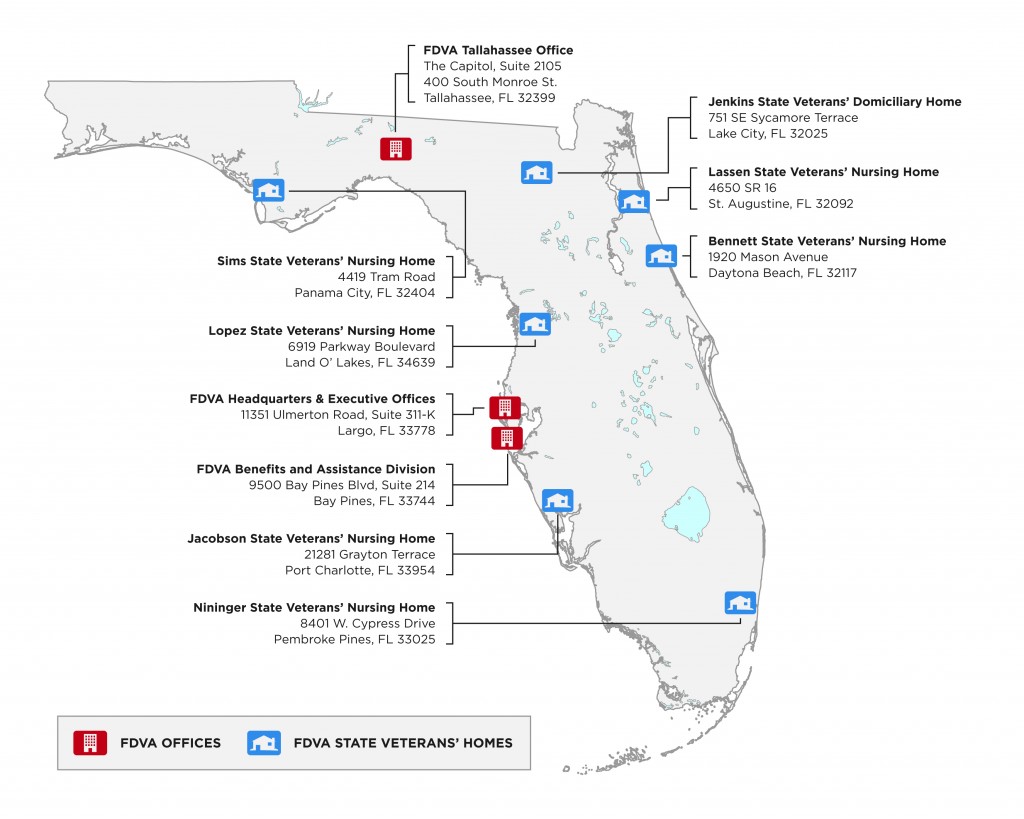 FDVA Tallahassee Office
The Capitol, Suite 2105
400 South Monroe St.
Tallahassee, FL 32399
Jenkins State Veterans’ Domiciliary Home
751 SE Sycamore Terrace
Lake City, FL 32025
Lassen State Veterans’ Nursing Home
4650 SR 16
St. Augustine, FL 32092
Bennett State Veterans’ Nursing Home
1920 Mason Avenue
Daytona Beach, FL 32117
Sims State Veterans’ Nursing Home
4419 Tram Road
Panama City, FL 32404
Lopez State Veterans’ Nursing Home
6919 Parkway Boulevard
Land O’ Lakes, FL 34639
FDVA Headquarters & Executive Offices
11351 Ulmerton Road, Suite 311-K
Largo, FL 33778
FDVA Benefits and Assistance Division
9500 Bay Pines Blvd, Suite 214
Bay Pines, FL 33744
Jacobson State Veterans’ Nursing Home
21281 Grayton Terrace
Port Charlotte, FL 33954
Nininger State Veterans’ Nursing Home
8401 W. Cypress Drive
Pembroke Pines, FL 33025
FDVA OFFICES
FDVA STATE VETERANS’ HOMES